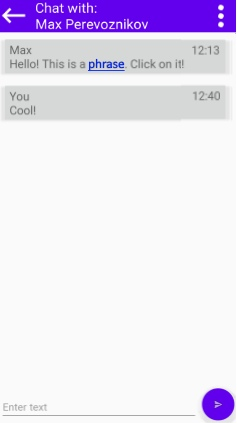 Chat with:
Max Perevoznikov
Max 12:13
Hello! This is a phrase. Click on it!
You 12:40
Cool!
Enter text